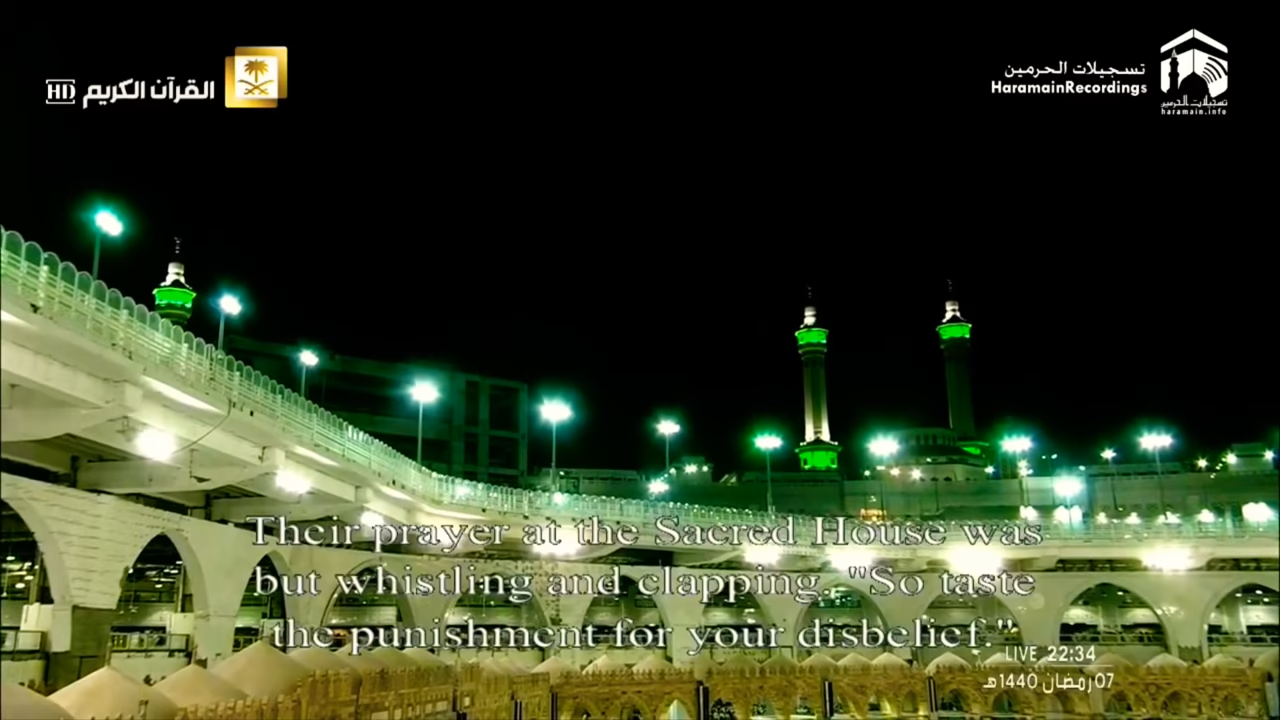 القرآن الكريم HD
تسجيلات الحرمين
HaramainRecordings
تسجيلات الحرمين
haramain.info
Their prayer at the Sacred House was
but whistling and clapping. "So taste
the punishment for your disbelief."
LIVE 22:34
07 رمضان 1440هـ